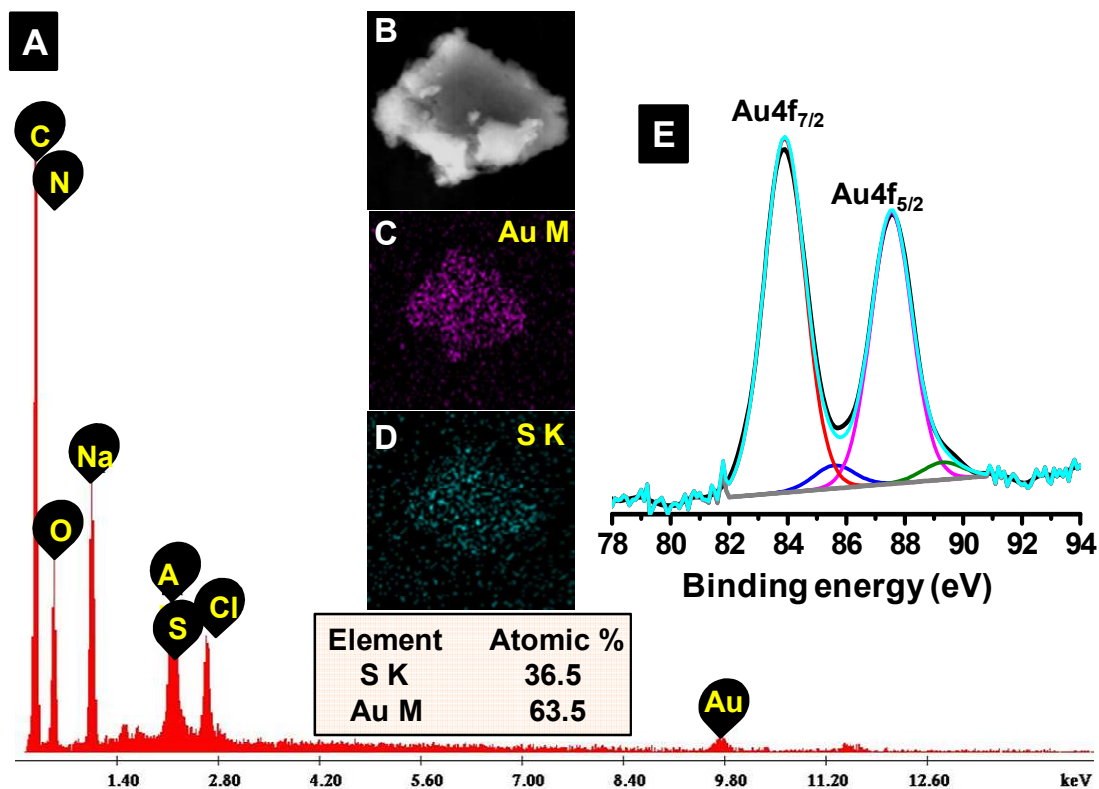 A
B
C
N
Na
O
A
S
Cl
Au
C
Au M
D
S K
Element Atomic %
S K 36.5
Au M 63.5
1.40 2.80 4.20 5.60 7.00 8.40 9.80 11.20 12.60 keV
E
Au4f7/2
Au4f5/2
78 80 82 84 86 88 90 92 94
Binding energy (eV)